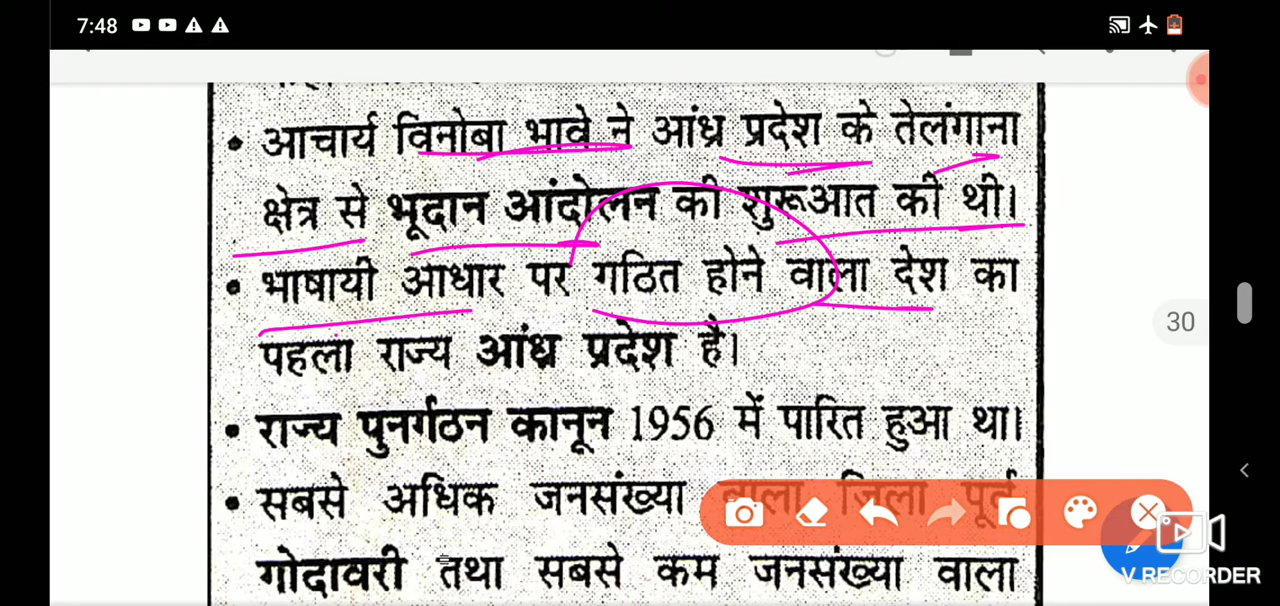 7:48
• आचार्य विनोबा भावे ने आंध्र प्रदेश के तेलंगाना
क्षेत्र से भूदान आंदोलन की शुरूआत की थी।
• भाषायी आधार पर गठित होने वाला देश का
30
पहला राज्य आंध्र प्रदेश है।
• राज्य पुनर्गठन कानून 1956 में पारित हुआ था।
• सबसे अधिक जनसंख्या वाला जिला पूर्व
गोदावरी तथा सबसे कम जनसंख्या वाला
V RECORDER